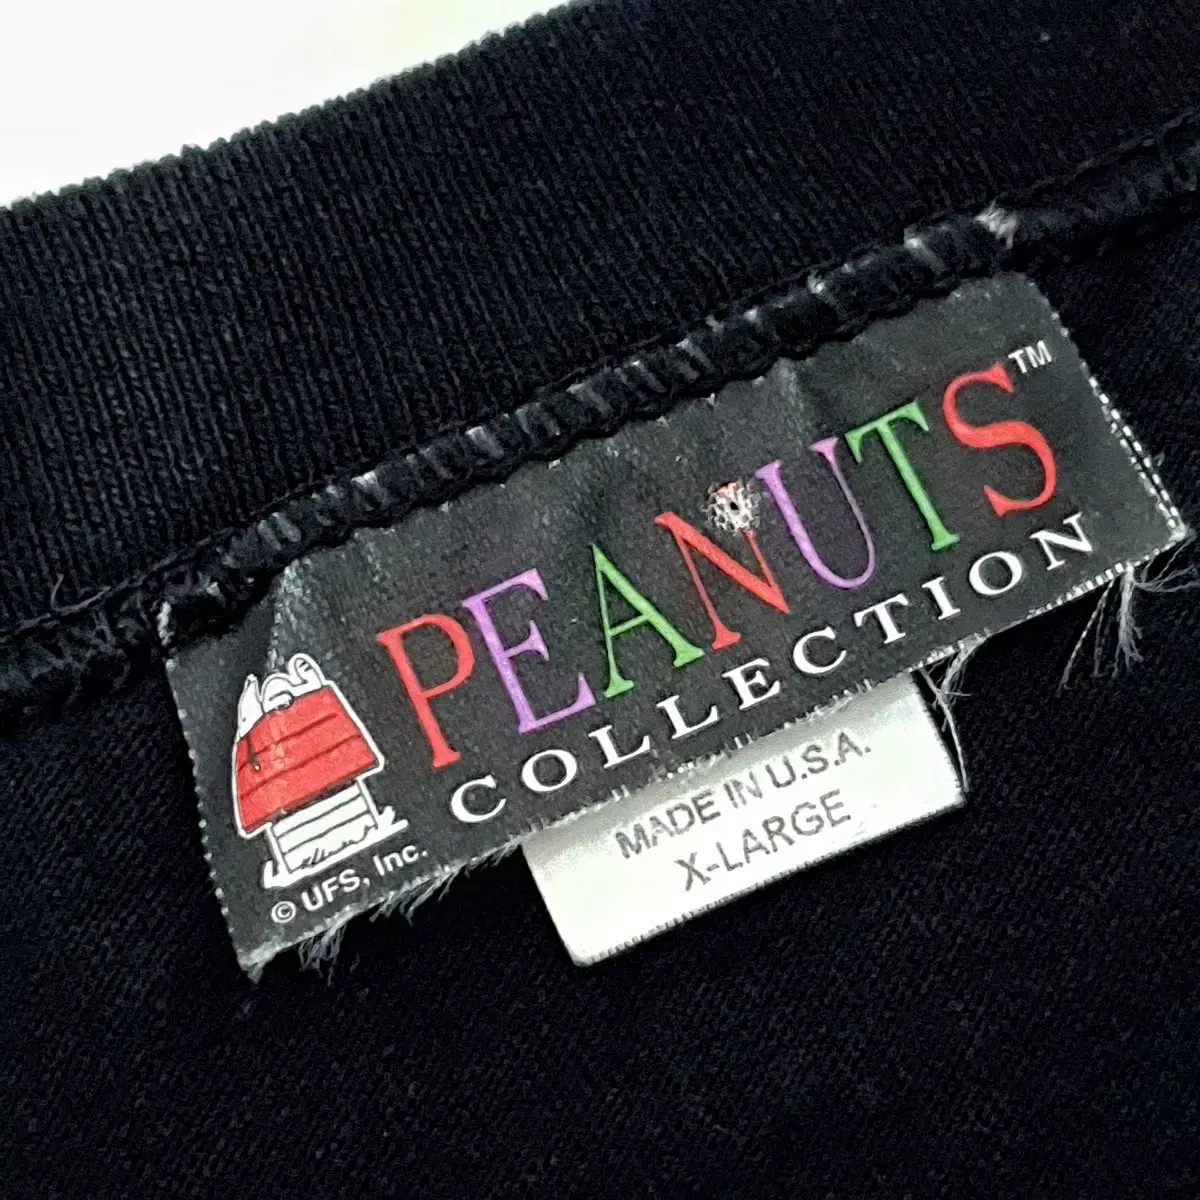 PEANUTS™
COLLECTION
© UFS, Inc.
MADE IN U.S.A.
X-LARGE